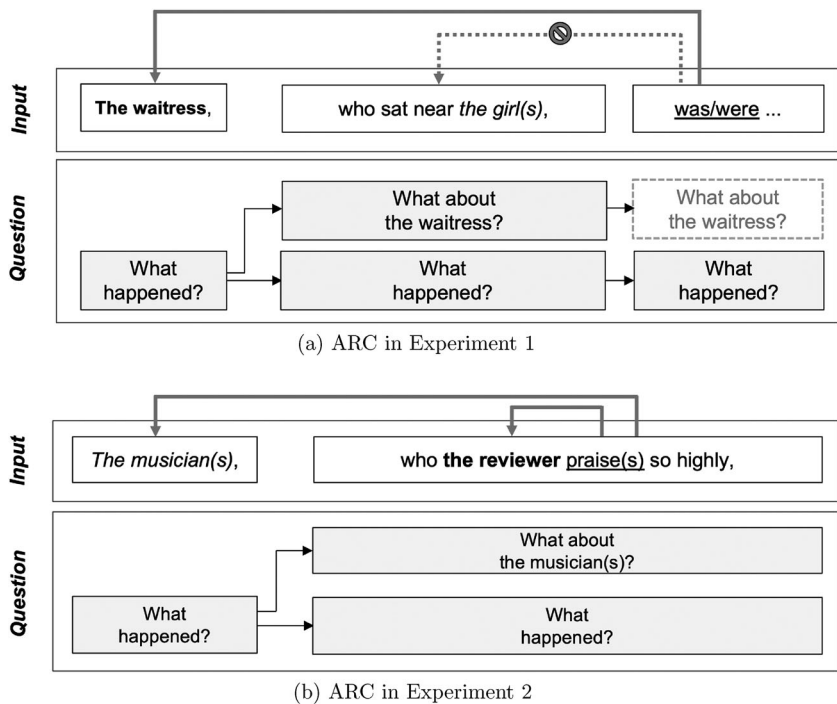 Input
The waitress,
who sat near the girl(s),
was/were ...
Question
What about
the waitress?
What about
the waitress?
What
happened?
What
happened?
What
happened?
(a) ARC in Experiment 1
Input
The musician(s),
who the reviewer praise(s) so highly,
Question
What about
the musician(s)?
What
happened?
What
happened?
(b) ARC in Experiment 2